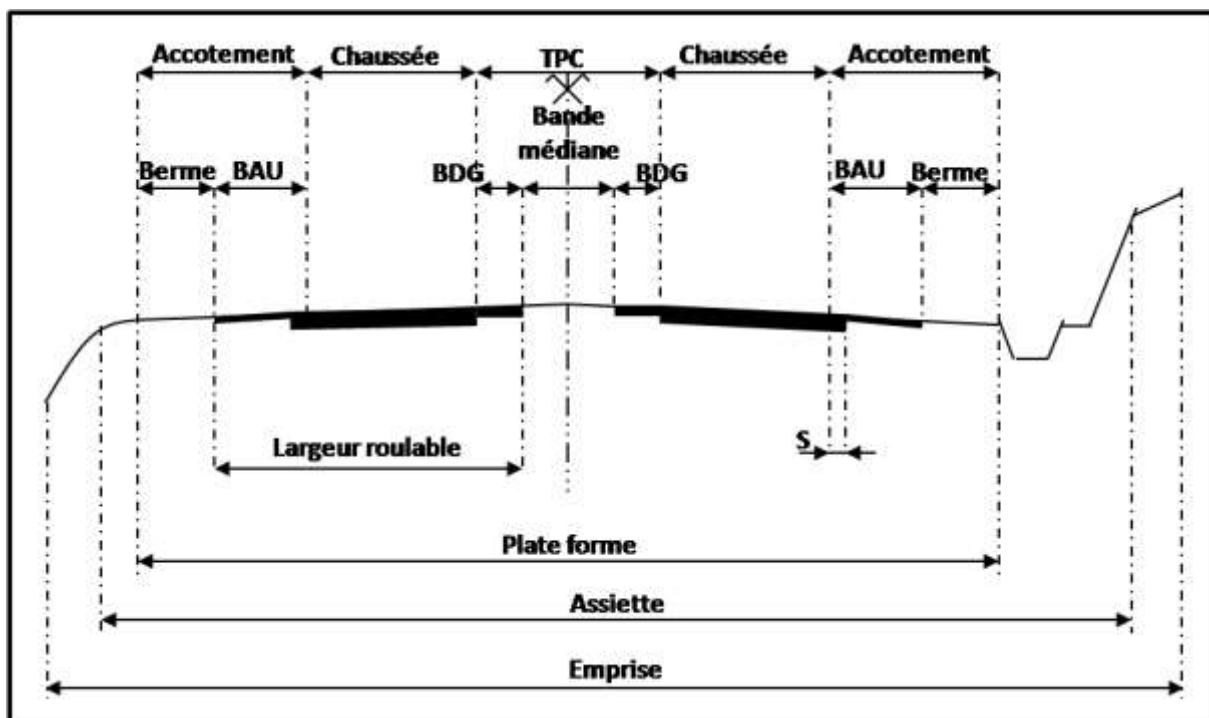 Accotement Chaussée TPC Chaussée Accotement
Bande
médiane
Berme BAU BDG BDG BAU Berme
Largeur roulable S
Plate forme
Assiette
Emprise